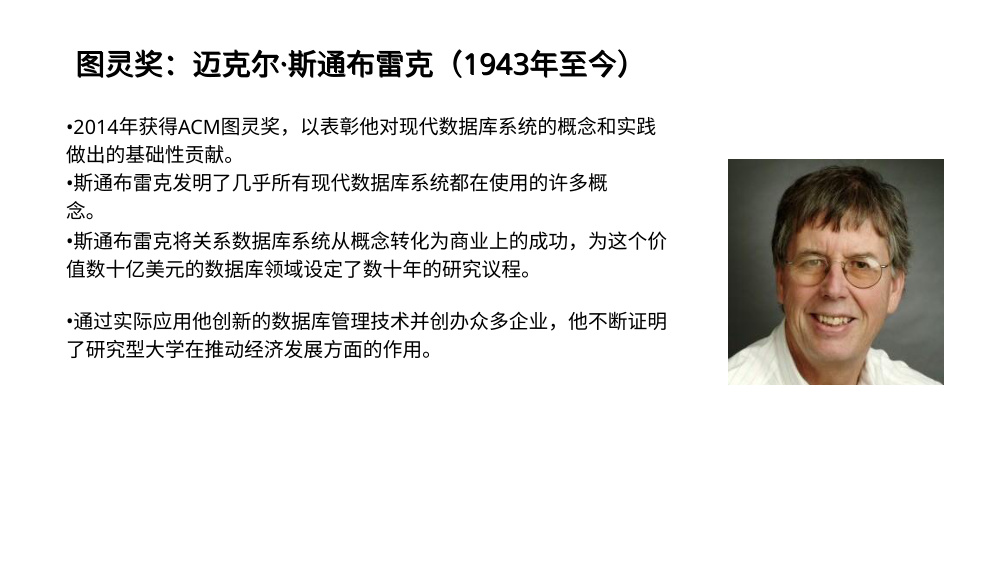 图灵奖：迈克尔·斯通布雷克（1943年至今）
•2014年获得ACM图灵奖，以表彰他对现代数据库系统的概念和实践
做出的基础性贡献。
•斯通布雷克发明了几乎所有现代数据库系统都在使用的许多概
念。
•斯通布雷克将关系数据库系统从概念转化为商业上的成功，为这个价
值数十亿美元的数据库领域设定了数十年的研究议程。
•通过实际应用他创新的数据库管理技术并创办众多企业，他不断证明
了研究型大学在推动经济发展方面的作用。